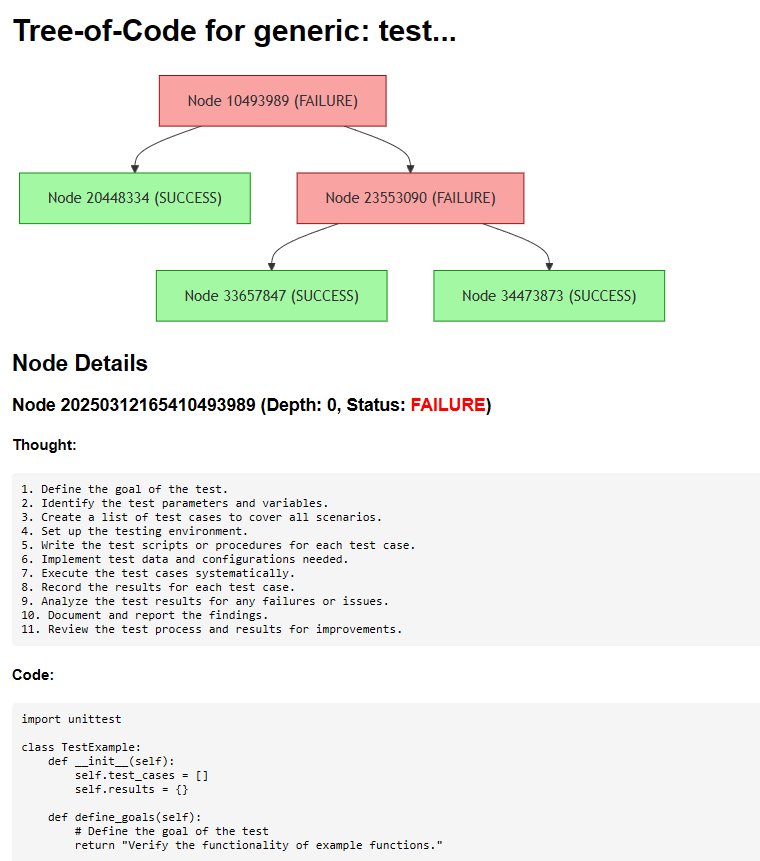 Tree-of-Code for generic: test...
Node 10493989 (FAILURE)
Node 20448334 (SUCCESS)
Node 23553090 (FAILURE)
Node 33657847 (SUCCESS)
Node 34473873 (SUCCESS)
Node Details
Node 20250312165410493989 (Depth: 0, Status: FAILURE)
Thought:
1. Define the goal of the test.
2. Identify the test parameters and variables.
3. Create a list of test cases to cover all scenarios.
4. Set up the testing environment.
5. Write the test scripts or procedures for each test case.
6. Implement test data and configurations needed.
7. Execute the test cases systematically.
8. Record the results for each test case.
9. Analyze the test results for any failures or issues.
10. Document and report the findings.
11. Review the test process and results for improvements.
Code:
import unittest
class TestExample:
    def __init__(self):
        self.test_cases = []
        self.results = {}
    def define_goals(self):
        # Define the goal of the test
        return "Verify the functionality of example functions."